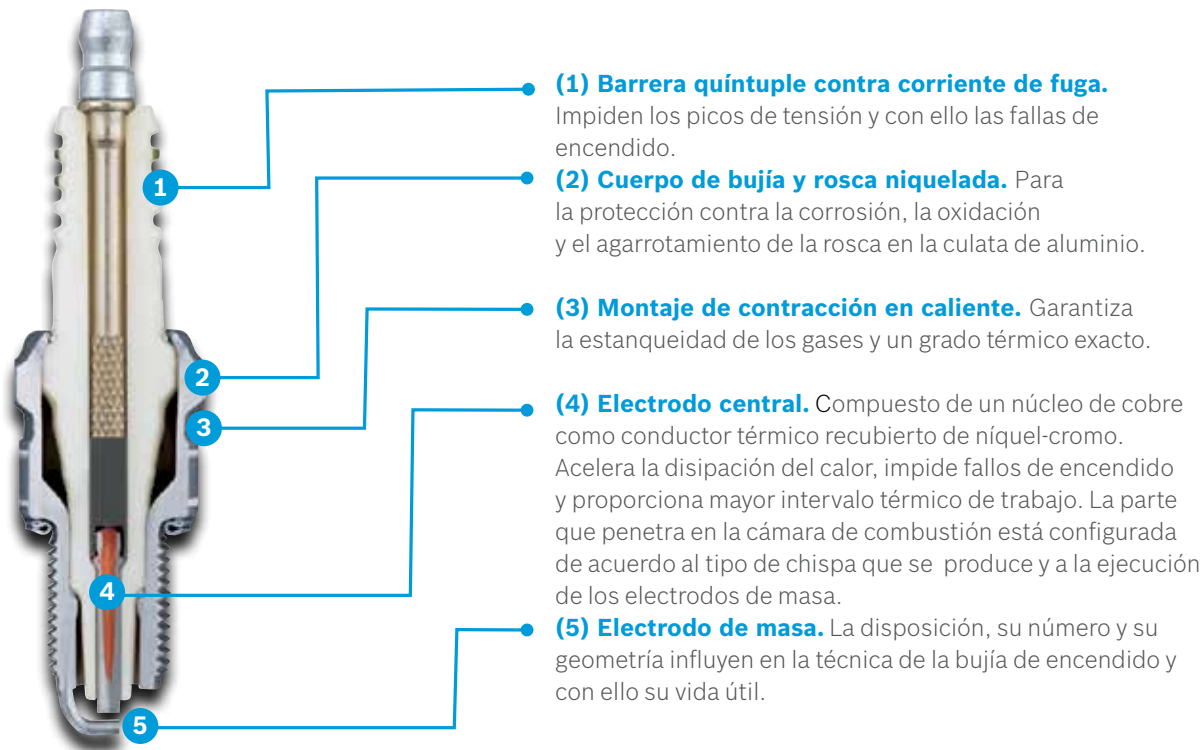 (1) Barrera quíntuple contra corriente de fuga.
Impiden los picos de tensión y con ello las fallas de
encendido.
(2) Cuerpo de bujía y rosca niquelada. Para
la protección contra la corrosión, la oxidación
y el agarrotamiento de la rosca en la culata de aluminio.
(3) Montaje de contracción en caliente. Garantiza
la estanqueidad de los gases y un grado térmico exacto.
(4) Electrodo central. Compuesto de un núcleo de cobre
como conductor térmico recubierto de níquel-cromo.
Acelera la disipación del calor, impide fallos de encendido
y proporciona mayor intervalo térmico de trabajo. La parte
que penetra en la cámara de combustión está configurada
de acuerdo al tipo de chispa que se produce y a la ejecución
de los electrodos de masa.
(5) Electrodo de masa. La disposición, su número y su
geometría influyen en la técnica de la bujía de encendido y
con ello su vida útil.
1
2
3
4
5